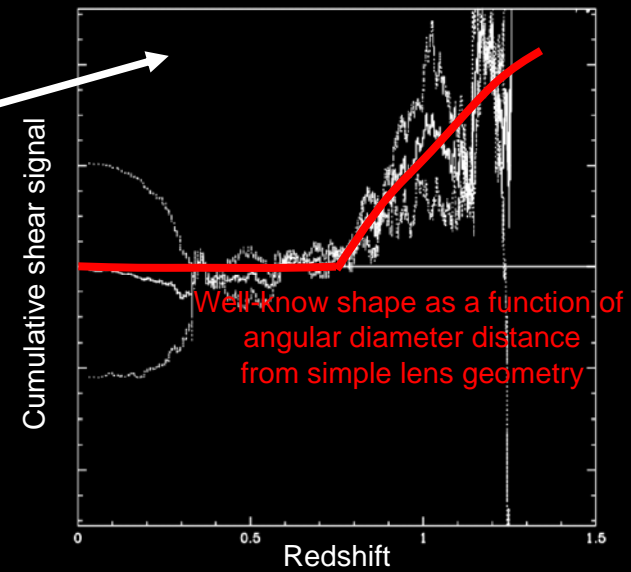 Cumulative shear signal
Well-know shape as a function of
angular diameter distance
from simple lens geometry
0
0.5
1
1.5
Redshift